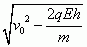 √(v₀² − 2qEh/m)